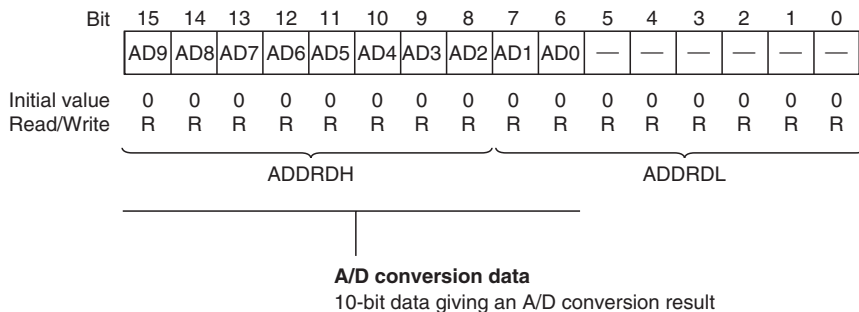 Bit 15 14 13 12 11 10 9 8 7 6 5 4 3 2 1 0
AD9 AD8 AD7 AD6 AD5 AD4 AD3 AD2 AD1 AD0 — — — — — —
Initial value 0 0 0 0 0 0 0 0 0 0 0 0 0 0 0 0
Read/Write R R R R R R R R R R R R R R R R
ADDRDH ADDRDL
A/D conversion data
10-bit data giving an A/D conversion result